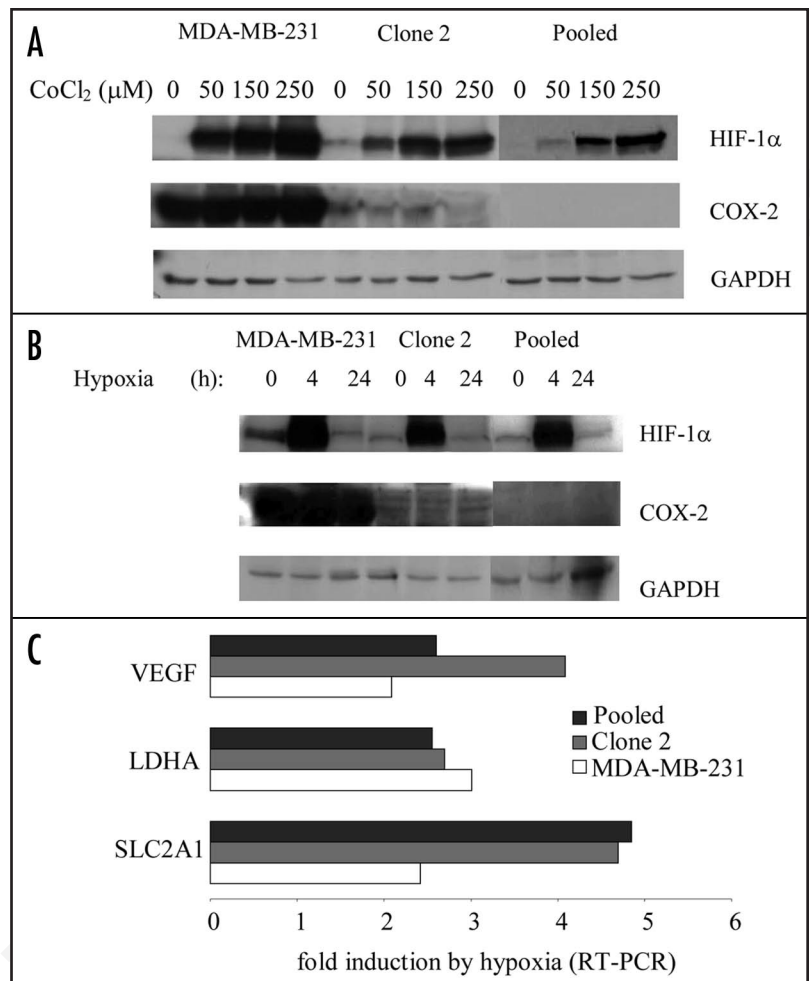 A
MDA-MB-231 Clone 2 Pooled
CoCl₂ (μM) 0 50 150 250 0 50 150 250 0 50 150 250
HIF-1α
COX-2
GAPDH
B
MDA-MB-231 Clone 2 Pooled
Hypoxia (h): 0 4 24 0 4 24 0 4 24
HIF-1α
COX-2
GAPDH
C
VEGF
LDHA
SLC2A1
Pooled
Clone 2
MDA-MB-231
0 1 2 3 4 5 6
fold induction by hypoxia (RT-PCR)